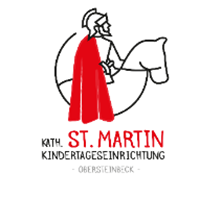 KATH. ST. MARTIN
KINDERTAGESEINRICHTUNG
- OBERSTEINBECK -